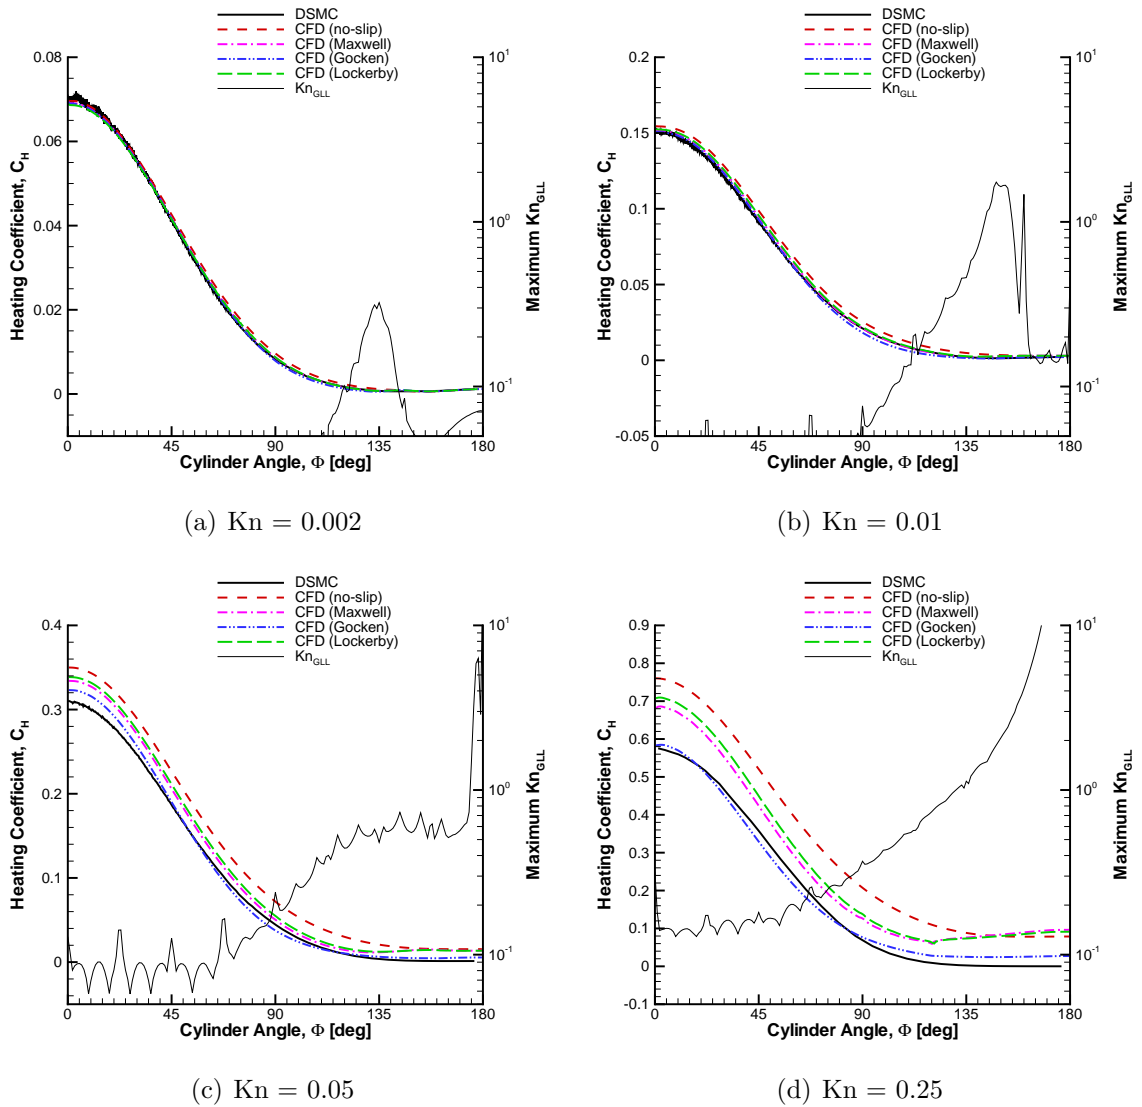 DSMC
CFD (no-slip)
CFD (Maxwell)
CFD (Gocken)
CFD (Lockerby)
Kn_GLL
Heating Coefficient, C_H
0.08
0.06
0.04
0.02
0
0 45 90 135 180
Cylinder Angle, Φ [deg]
10^1
10^0
10^-1
Maximum Kn_GLL
(a) Kn = 0.002
DSMC
CFD (no-slip)
CFD (Maxwell)
CFD (Gocken)
CFD (Lockerby)
Kn_GLL
Heating Coefficient, C_H
0.2
0.15
0.1
0.05
0
-0.05
0 45 90 135 180
Cylinder Angle, Φ [deg]
10^1
10^0
10^-1
Maximum Kn_GLL
(b) Kn = 0.01
DSMC
CFD (no-slip)
CFD (Maxwell)
CFD (Gocken)
CFD (Lockerby)
Kn_GLL
Heating Coefficient, C_H
0.4
0.3
0.2
0.1
0
0 45 90 135 180
Cylinder Angle, Φ [deg]
10^1
10^0
10^-1
Maximum Kn_GLL
(c) Kn = 0.05
DSMC
CFD (no-slip)
CFD (Maxwell)
CFD (Gocken)
CFD (Lockerby)
Kn_GLL
Heating Coefficient, C_H
0.9
0.8
0.7
0.6
0.5
0.4
0.3
0.2
0.1
0
-0.1
0 45 90 135 180
Cylinder Angle, Φ [deg]
10^1
10^0
10^-1
Maximum Kn_GLL
(d) Kn = 0.25